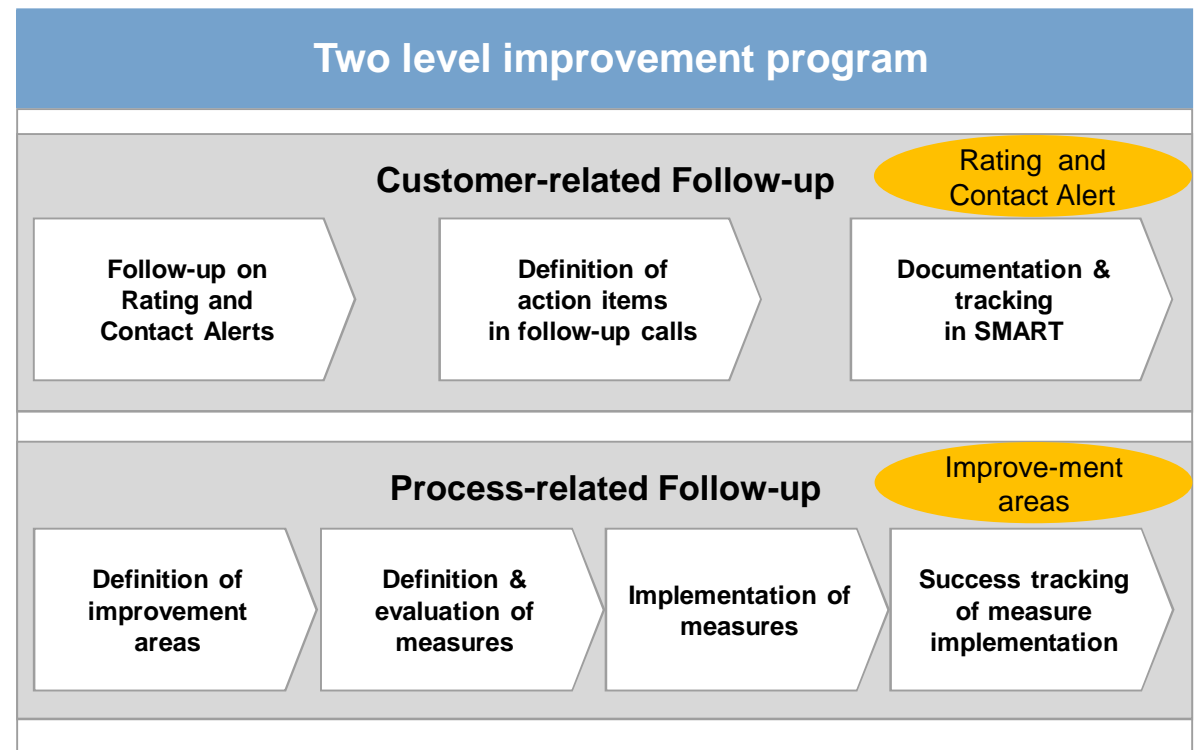 Two level improvement program
Customer-related Follow-up
Rating and
Contact Alert
Follow-up on
Rating and
Contact Alerts
Definition of
action items
in follow-up calls
Documentation &
tracking
in SMART
Process-related Follow-up
Improve-ment
areas
Definition of
improvement
areas
Definition &
evaluation of
measures
Implementation of
measures
Success tracking
of measure
implementation